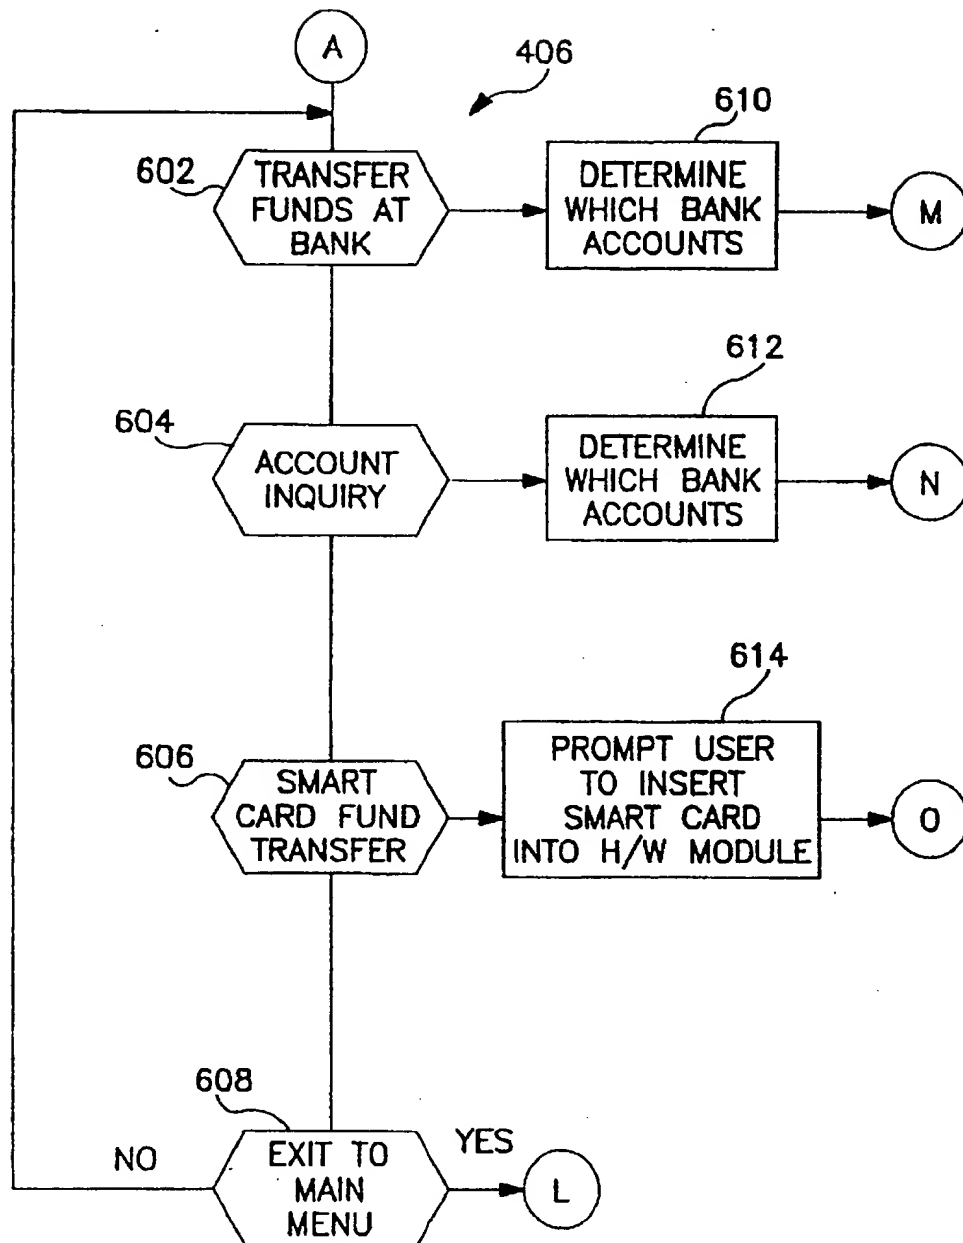 A
406
602
TRANSFER
FUNDS AT
BANK
610
DETERMINE
WHICH BANK
ACCOUNTS
M
604
ACCOUNT
INQUIRY
612
DETERMINE
WHICH BANK
ACCOUNTS
N
606
SMART
CARD FUND
TRANSFER
614
PROMPT USER
TO INSERT
SMART CARD
INTO H/W MODULE
O
608
EXIT TO
MAIN
MENU
NO
YES
L